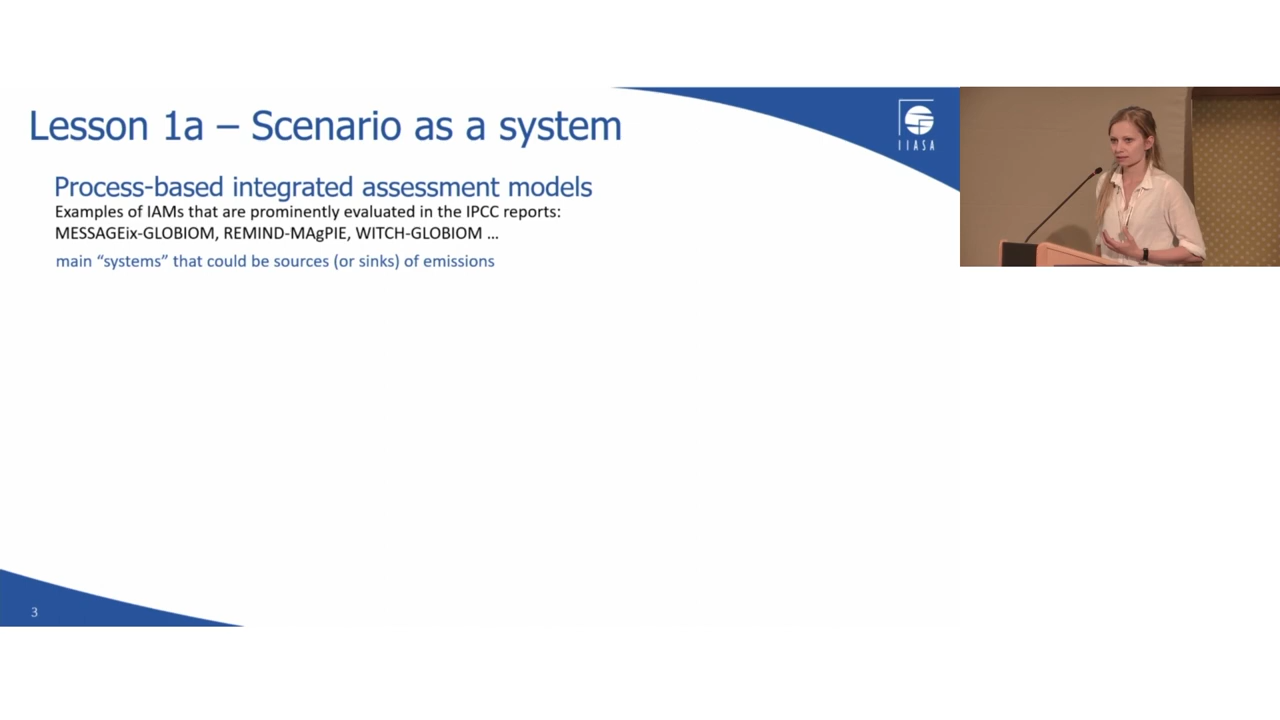 Lesson 1a – Scenario as a system
IIASA
Process-based integrated assessment models
Examples of IAMs that are prominently evaluated in the IPCC reports:
MESSAGEix-GLOBIOM, REMIND-MAgPIE, WITCH-GLOBIOM ...
main “systems” that could be sources (or sinks) of emissions
3